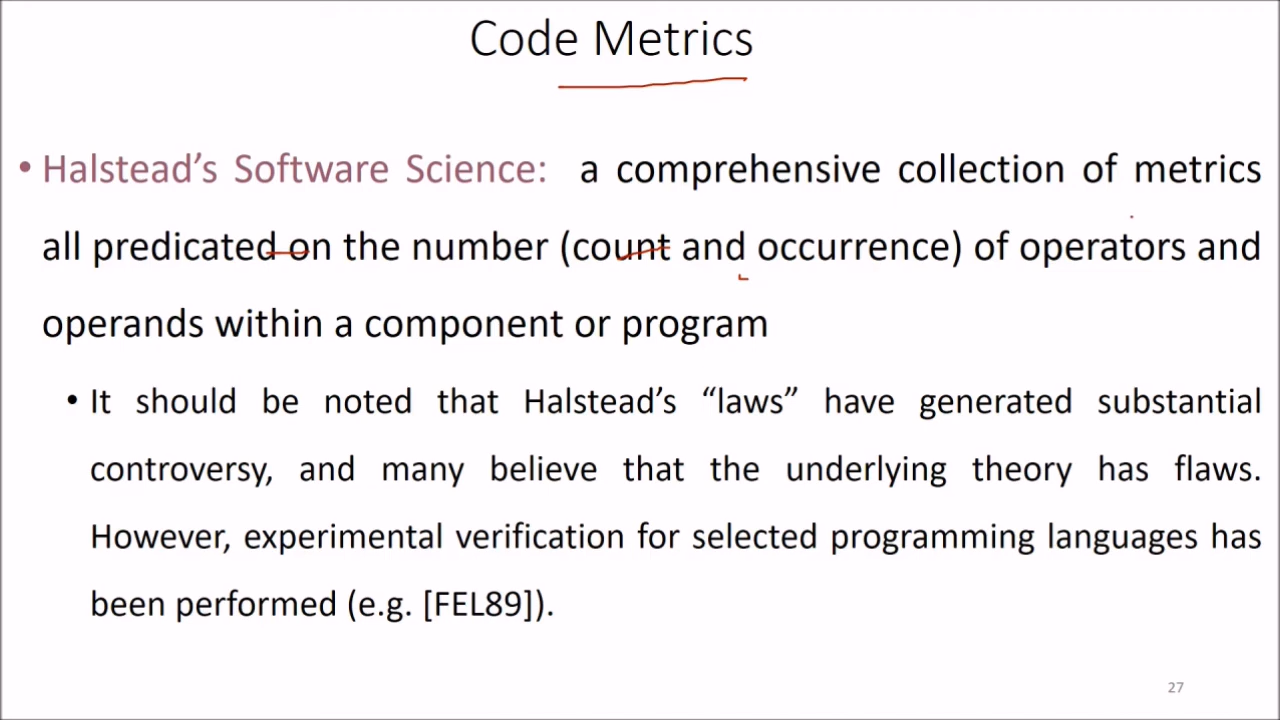 Code Metrics
• Halstead’s Software Science: a comprehensive collection of metrics
all predicated on the number (count and occurrence) of operators and
operands within a component or program
• It should be noted that Halstead’s “laws” have generated substantial
controversy, and many believe that the underlying theory has flaws.
However, experimental verification for selected programming languages has
been performed (e.g. [FEL89]).
27